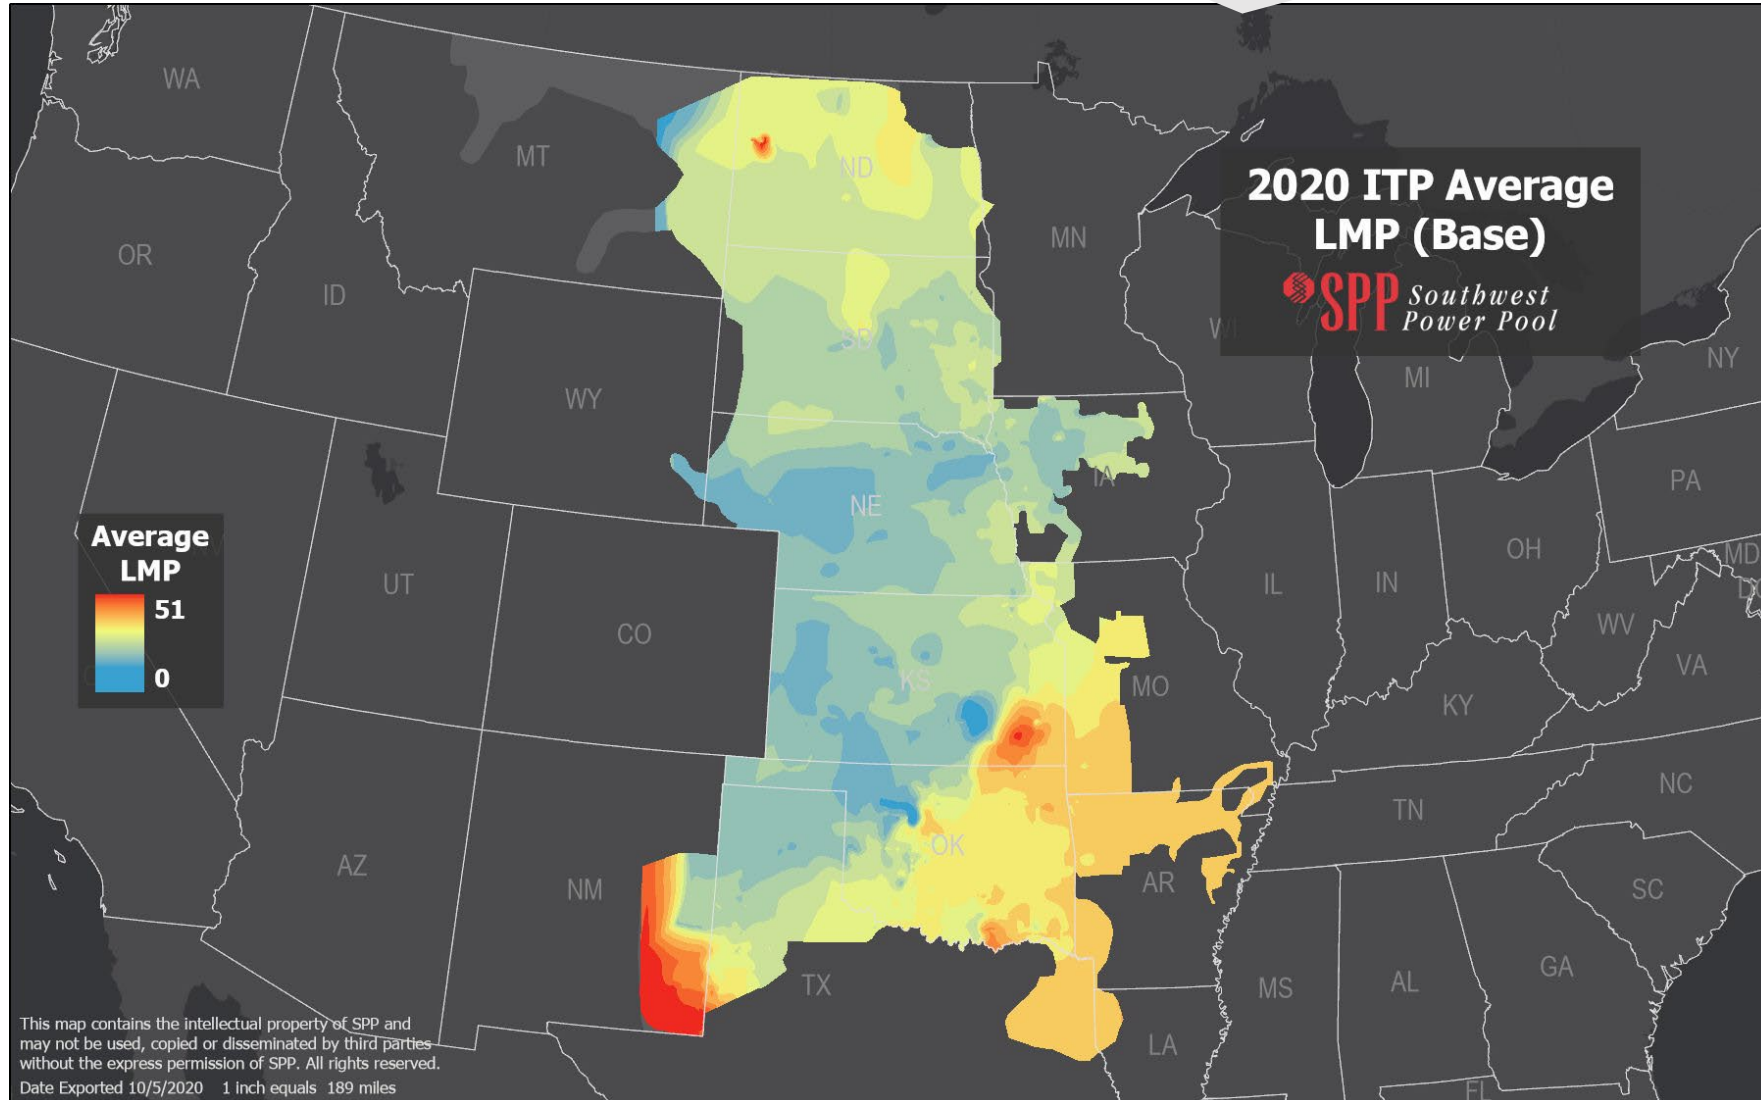 2020 ITP Average
LMP (Base)
SPP Southwest
Power Pool
WA
MT
ND
MN
OR
ID
SD
WI
MI
NY
WY
NE
IA
PA
Average
LMP
51
0
NV
UT
CO
KS
MO
IL
IN
OH
MD
DC
WV
VA
KY
AZ
NM
OK
AR
TN
NC
SC
TX
LA
MS
AL
GA
FL
This map contains the intellectual property of SPP and
may not be used, copied or disseminated by third parties
without the express permission of SPP. All rights reserved.
Date Exported 10/5/2020 1 inch equals 189 miles